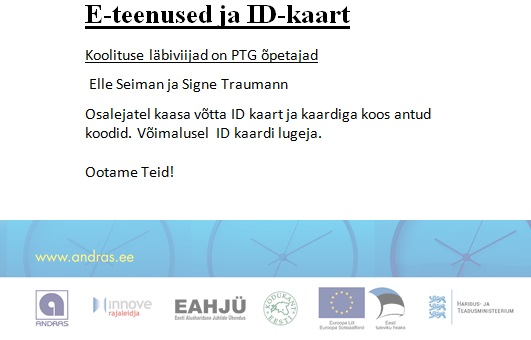 E-teenused ja ID-kaart
Koolituse läbiviijad on PTG õpetajad
Elle Seiman ja Signe Traumann
Osalejatel kaasa võtta ID kaart ja kaardiga koos antud
koodid. Võimalusel ID kaardi lugeja.
Ootame Teid!
www.andras.ee
ANDRAS
innove
rajaleidja
EAHJÜ
Eesti Alushariduse Juhtide Ühendus
KODUKANT
EESTI
Euroopa Liit
Euroopa Sotsiaalfond
Eesti
tuleviku heaks
HARIDUS- JA
TEADUSMINISTEERIUM